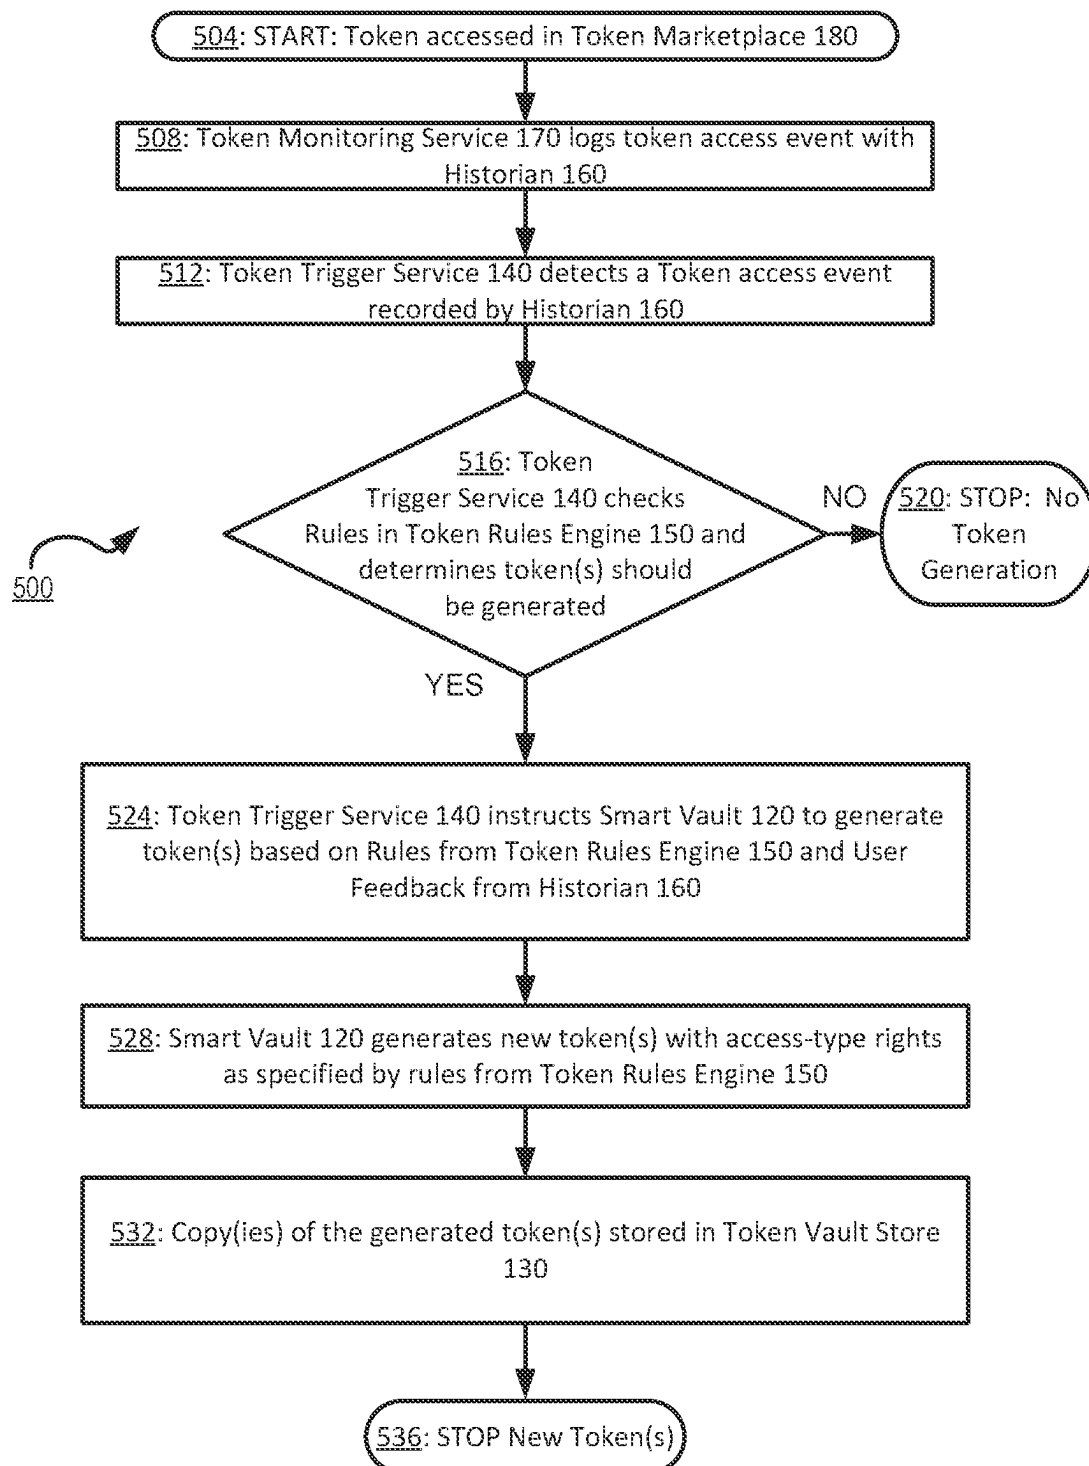 504: START: Token accessed in Token Marketplace 180
508: Token Monitoring Service 170 logs token access event with
Historian 160
512: Token Trigger Service 140 detects a Token access event
recorded by Historian 160
516: Token
Trigger Service 140 checks
Rules in Token Rules Engine 150 and
determines token(s) should
be generated
NO
520: STOP: No
Token
Generation
500
YES
524: Token Trigger Service 140 instructs Smart Vault 120 to generate
token(s) based on Rules from Token Rules Engine 150 and User
Feedback from Historian 160
528: Smart Vault 120 generates new token(s) with access-type rights
as specified by rules from Token Rules Engine 150
532: Copy(ies) of the generated token(s) stored in Token Vault Store
130
536: STOP New Token(s)